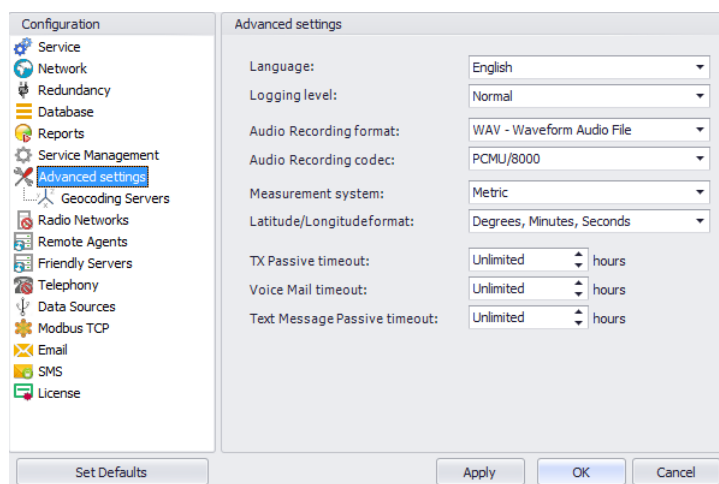 Configuration
Service
Network
Redundancy
Database
Reports
Service Management
Advanced settings
Geocoding Servers
Radio Networks
Remote Agents
Friendly Servers
Telephony
Data Sources
Modbus TCP
Email
SMS
License
Advanced settings
Language: English
Logging level: Normal
Audio Recording format: WAV - Waveform Audio File
Audio Recording codec: PCMU/8000
Measurement system: Metric
Latitude/Longitudeformat: Degrees, Minutes, Seconds
TX Passive timeout: Unlimited hours
Voice Mail timeout: Unlimited hours
Text Message Passive timeout: Unlimited hours
Set Defaults Apply OK Cancel